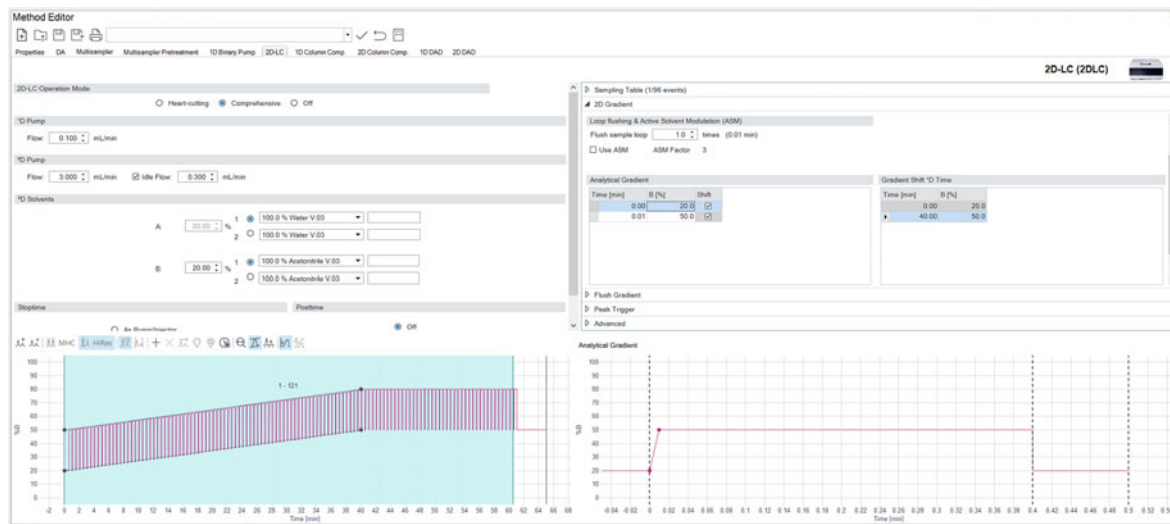 Method Editor
Properties DA Multisampler Multisampler Pretreatment 1D Binary Pump 2D-LC 1D Column Comp. 2D Column Comp. 1D DAD 2D DAD
2D-LC (2DLC)
2D-LC Operation Mode
Heart-cutting Comprehensive Off
¹D Pump
Flow: 0.100 mL/min
²D Pump
Flow: 3.000 mL/min Idle Flow: 0.300 mL/min
²D Solvents
A: 80.00 % 1 100.0 % Water V.03
2 100.0 % Water V.03
B: 20.00 % 1 100.0 % Acetonitrile V.03
2 100.0 % Acetonitrile V.03
Stoptime Posttime
As Pump/Injector Off
Sampling Table (1/98 events)
2D Gradient
Loop flushing & Active Solvent Modulation (ASM)
Flush sample loop 1.0 times (0.01 min)
Use ASM ASM Factor 3
Analytical Gradient
Time [min] B [%] Shift
0.00 20.0
0.01 50.0
Gradient Shift ¹D Time
Time [min] B [%]
0.00 20.0
40.00 50.0
Flush Gradient
Peak Trigger
Advanced
MHC HiRes
1 - 121
%B
100
90
80
70
60
50
40
30
20
10
0
-2 0 2 4 6 8 10 12 14 16 18 20 22 24 26 28 30 32 34 36 38 40 42 44 46 48 50 52 54 56 58 60 62 64 66 68
Time [min]
Analytical Gradient
%B
100
90
80
70
60
50
40
30
20
10
0
-0.04 -0.02 0 0.02 0.04 0.06 0.08 0.1 0.12 0.14 0.16 0.18 0.2 0.22 0.24 0.26 0.28 0.3 0.32 0.34 0.36 0.38 0.4 0.42 0.44 0.46 0.48 0.5 0.52
Time [min]